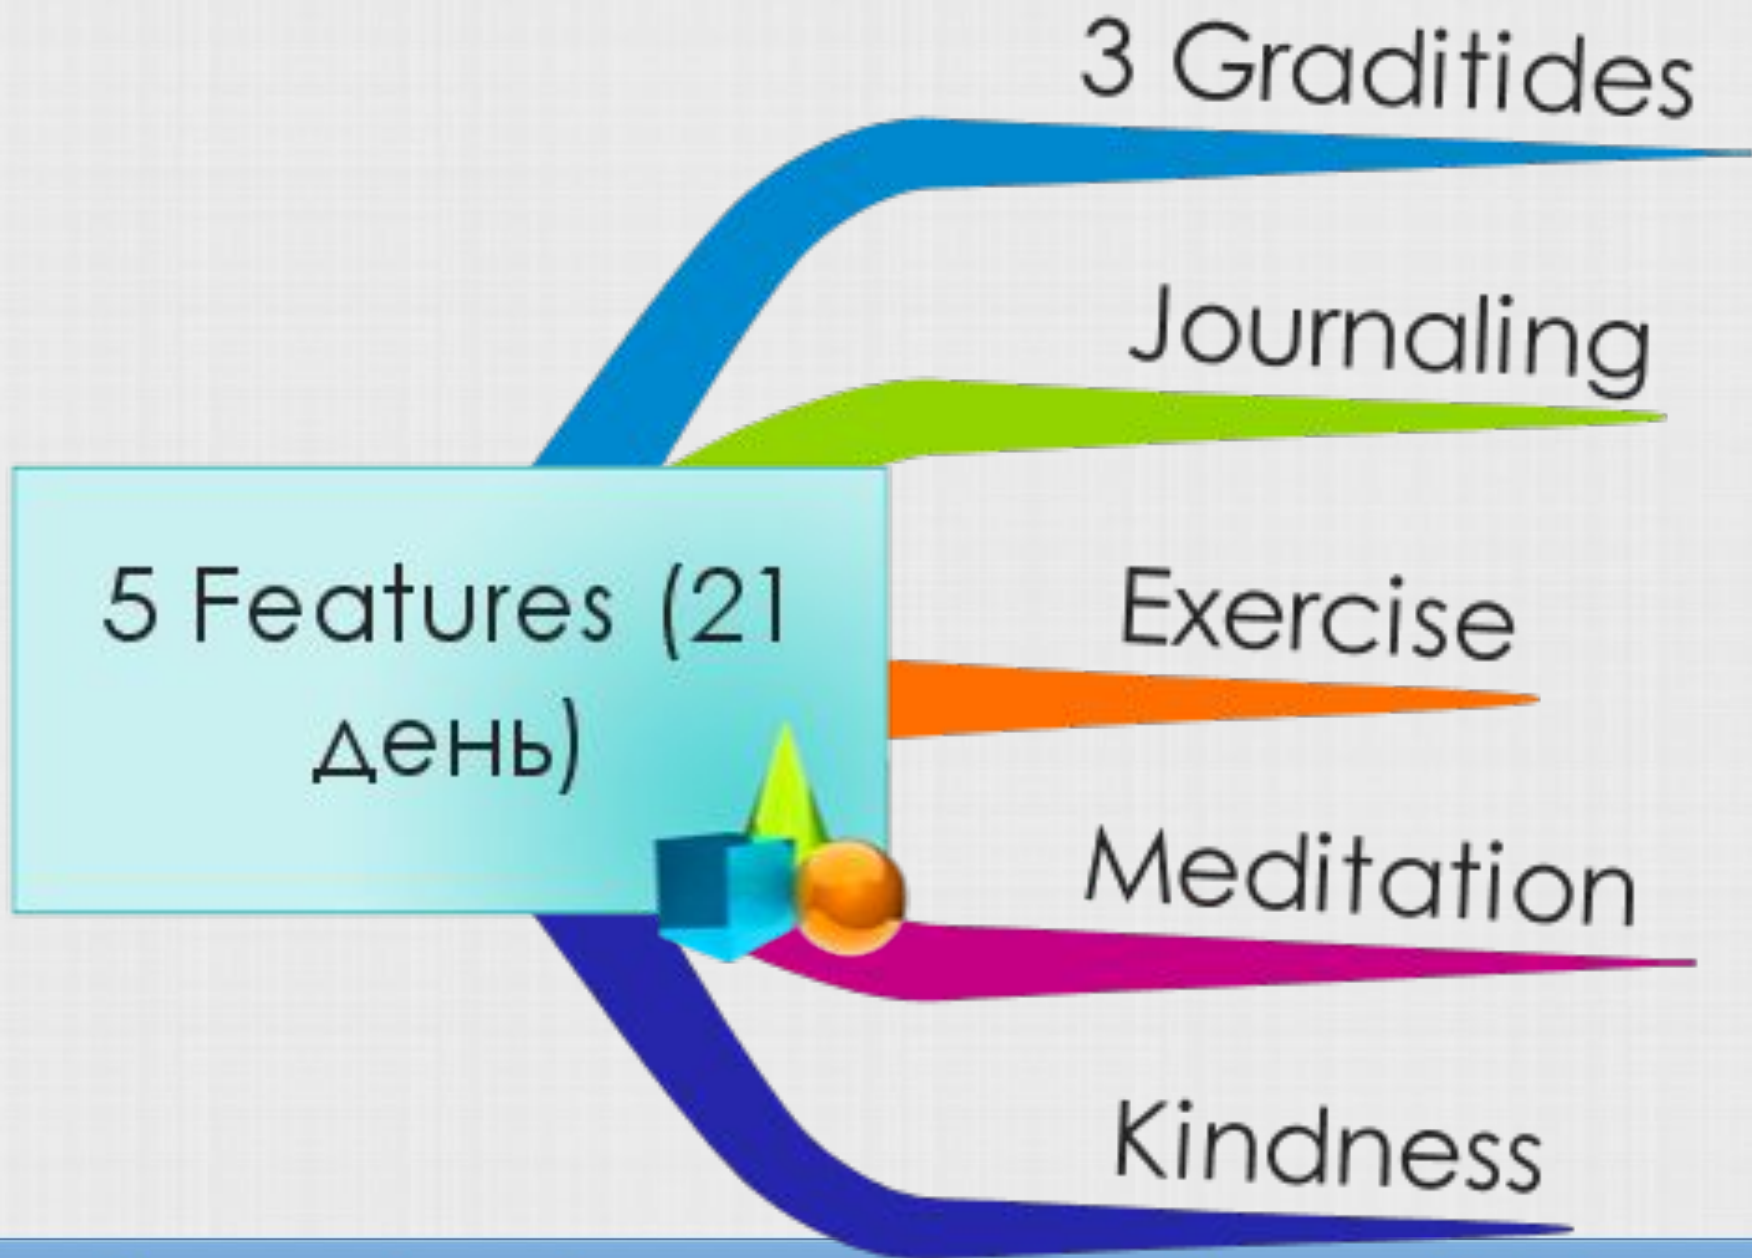 3 Graditides
Journaling
5 Features (21
день)
Exercise
Meditation
Kindness